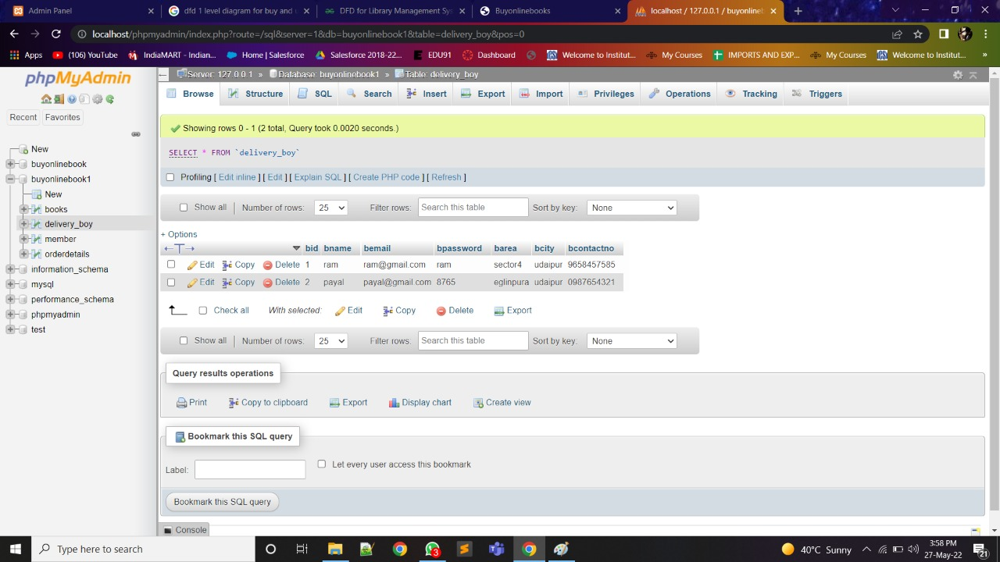 Admin Panel
dfd 1 level diagram for buy and u
DFD for Library Management Sy
Buyonlinebooks
localhost / 127.0.0.1 / buyonlineb
localhost/phpmyadmin/index.php?route=/sql&server=1&db=buyonlinebook1&table=delivery_boy&pos=0
Apps
(106) YouTube
IndiaMART - Indian...
Home | Salesforce
Salesforce 2018-22...
EDU91
Dashboard
Welcome to Institut...
My Courses
IMPORTS AND EXP...
My Courses
Welcome to Institut...
»
phpMyAdmin
Recent
Favorites
New
buyonlinebook
buyonlinebook1
New
books
delivery_boy
member
orderdetails
information_schema
mysql
performance_schema
phpmyadmin
test
Server: 127.0.0.1 » Database: buyonlinebook1 » Table: delivery_boy
Browse
Structure
SQL
Search
Insert
Export
Import
Privileges
Operations
Tracking
Triggers
Showing rows 0 - 1 (2 total, Query took 0.0020 seconds.)
SELECT * FROM `delivery_boy`
Profiling [ Edit inline ] [ Edit ] [ Explain SQL ] [ Create PHP code ] [ Refresh ]
Show all | Number of rows: 25 Filter rows: Search this table Sort by key: None
+ Options
bid bname bemail bpassword barea bcity bcontactno
Edit Copy Delete 1 ram ram@gmail.com ram sector4 udaipur 9658457585
Edit Copy Delete 2 payal payal@gmail.com 8765 eglinpura udaipur 0987654321
Check all With selected: Edit Copy Delete Export
Show all | Number of rows: 25 Filter rows: Search this table Sort by key: None
Query results operations
Print
Copy to clipboard
Export
Display chart
Create view
Bookmark this SQL query
Label:
Let every user access this bookmark
Bookmark this SQL query
Console
Type here to search
3
40°C Sunny
3:58 PM
27-May-22
21